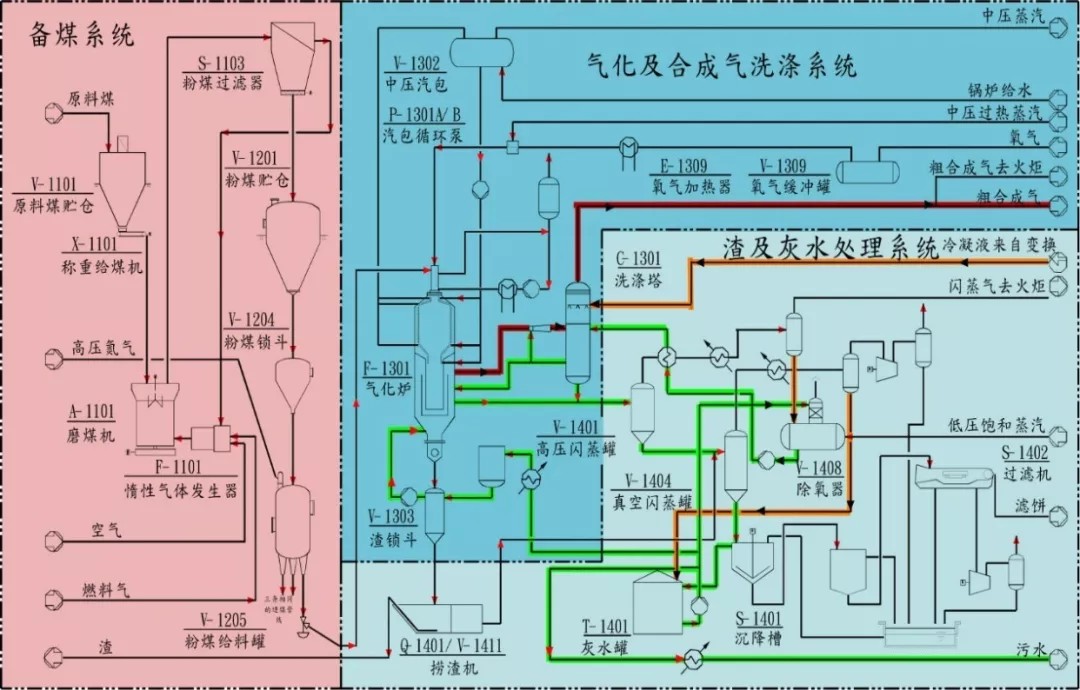 备煤系统
S-1103
粉煤过滤器
原料煤
V-1101
原料煤贮仓
V-1201
粉煤贮仓
X-1101
称重给煤机
V-1204
粉煤锁斗
高压氮气
A-1101
磨煤机
F-1101
惰性气体发生器
空气
燃料气
三条相同
的进煤管
线
V-1205
粉煤给料罐
渣
气化及合成气洗涤系统
中压蒸汽
V-1302
中压汽包
锅炉给水
P-1301A/B
汽包循环泵
中压过热蒸汽
氧气
E-1309
氧气加热器
V-1309
氧气缓冲罐
粗合成气去火炬
粗合成气
C-1301
洗涤塔
F-1301
气化炉
V-1303
渣锁斗
渣及灰水处理系统
冷凝液来自变换
闪蒸气去火炬
V-1401
高压闪蒸罐
V-1404
真空闪蒸罐
V-1408
除氧器
低压饱和蒸汽
S-1402
过滤机
滤饼
Q-1401/V-1411
捞渣机
T-1401
灰水罐
S-1401
沉降槽
污水